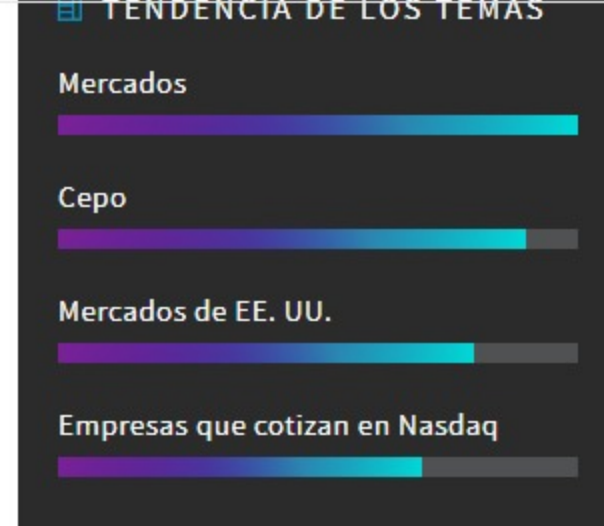 TENDENCIA DE LOS TEMAS
Mercados
Cepo
Mercados de EE. UU.
Empresas que cotizan en Nasdaq